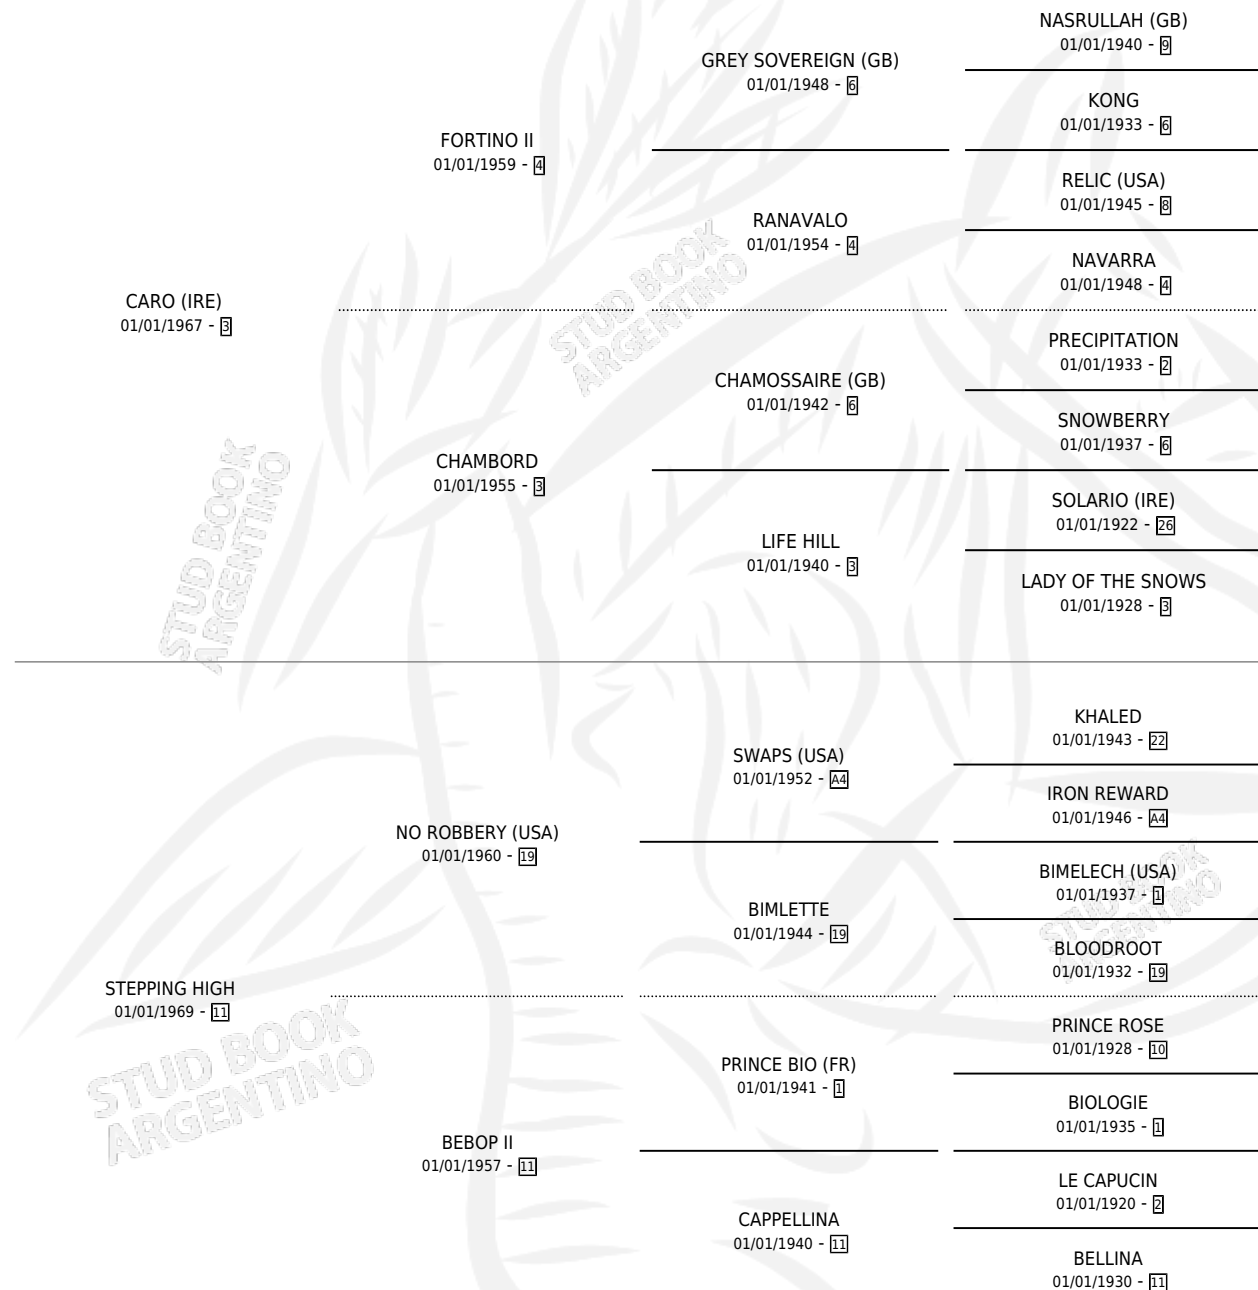 NASRULLAH (GB)
01/01/1940 - 9
GREY SOVEREIGN (GB)
01/01/1948 - 6
KONG
01/01/1933 - 6
FORTINO II
01/01/1959 - 4
RELIC (USA)
01/01/1945 - 8
RANAVALO
01/01/1954 - 4
NAVARRA
01/01/1948 - 4
CARO (IRE)
01/01/1967 - 3
PRECIPITATION
01/01/1933 - 2
CHAMOSSAIRE (GB)
01/01/1942 - 6
SNOWBERRY
01/01/1937 - 6
CHAMBORD
01/01/1955 - 3
SOLARIO (IRE)
01/01/1922 - 26
LIFE HILL
01/01/1940 - 3
LADY OF THE SNOWS
01/01/1928 - 3
KHALED
01/01/1943 - 22
SWAPS (USA)
01/01/1952 - A4
IRON REWARD
01/01/1946 - A4
NO ROBBERY (USA)
01/01/1960 - 19
BIMELECH (USA)
01/01/1937 - 1
BIMLETTE
01/01/1944 - 19
BLOODROOT
01/01/1932 - 19
STEPPING HIGH
01/01/1969 - 11
PRINCE ROSE
01/01/1928 - 10
PRINCE BIO (FR)
01/01/1941 - 1
BIOLOGIE
01/01/1935 - 1
BEBOP II
01/01/1957 - 11
LE CAPUCIN
01/01/1920 - 2
CAPPELLINA
01/01/1940 - 11
BELLINA
01/01/1930 - 11
STUD BOOK
ARGENTINO
STUD BOOK
ARGENTINO
STUD BOOK
ARGENTINO
STUD BOOK
ARGENTINO